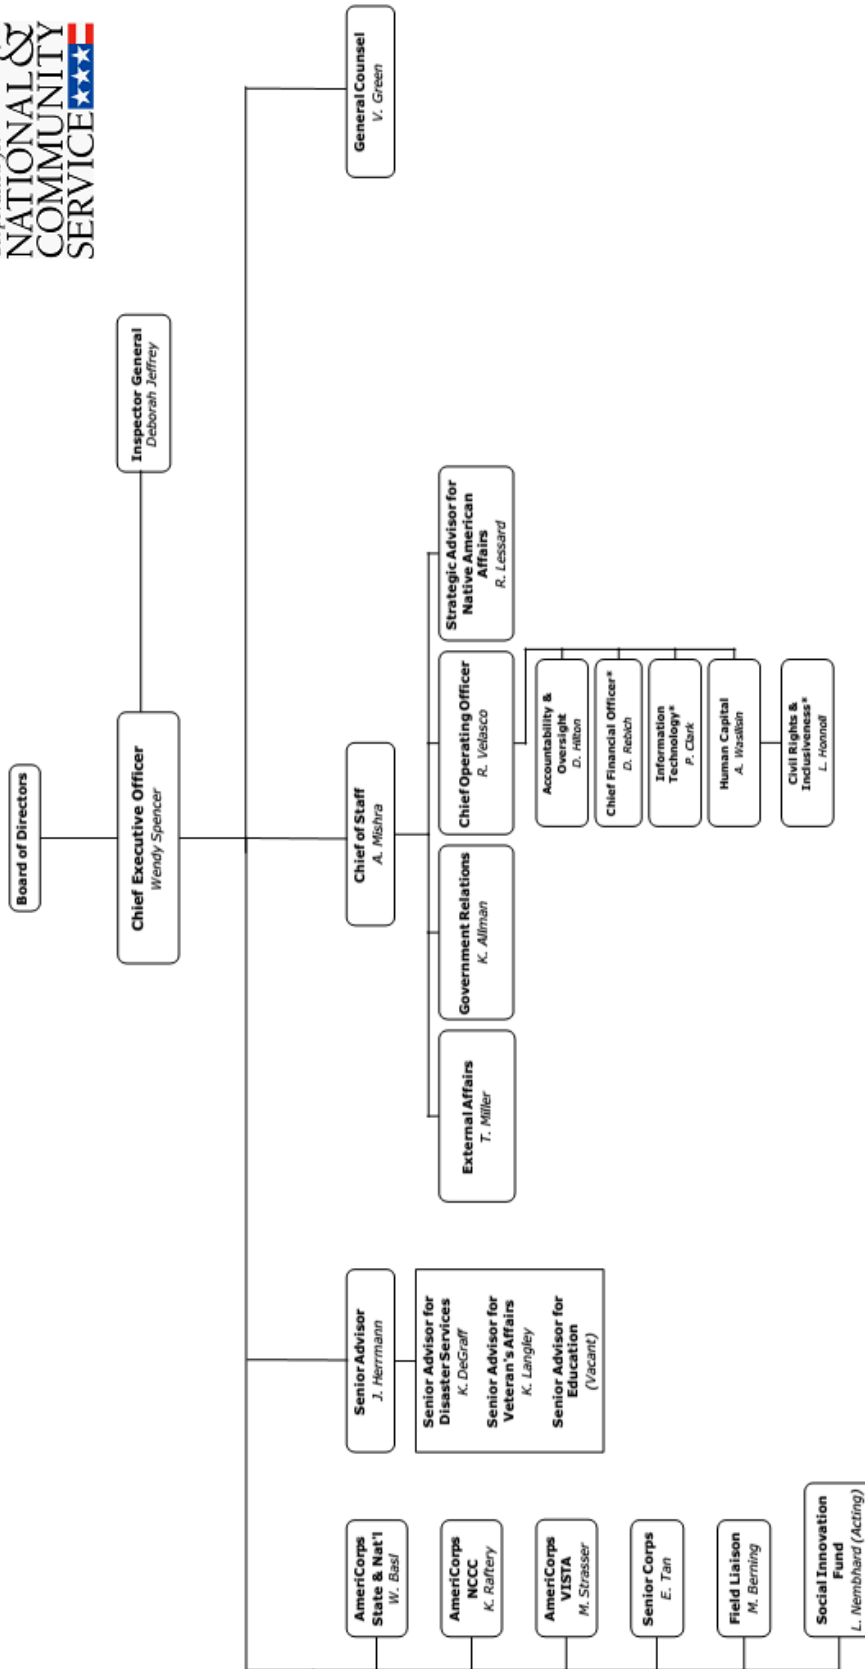 NATIONAL &
COMMUNITY
SERVICE
Board of Directors
Chief Executive Officer
Wendy Spencer
Inspector General
Deborah Jeffrey
AmeriCorps
State & Nat'l
W. Basl
AmeriCorps
NCCC
K. Raftery
AmeriCorps
VISTA
M. Strasser
Senior Corps
E. Tan
Field Liaison
M. Berning
Social Innovation
Fund
L. Nembhard (Acting)
Senior Advisor
J. Herrmann
Senior Advisor for
Disaster Services
K. DeGraff
Senior Advisor for
Veteran's Affairs
K. Langley
Senior Advisor for
Education
(Vacant)
Chief of Staff
A. Mishra
External Affairs
T. Miller
Government Relations
K. Allman
Chief Operating Officer
R. Velasco
Strategic Advisor for
Native American
Affairs
R. Lessard
Accountability &
Oversight
D. Hilton
Chief Financial Officer*
D. Rebich
Information
Technology*
P. Clark
Human Capital
A. Wasilisin
Civil Rights &
Inclusiveness*
L. Honnoll
General Counsel
V. Green